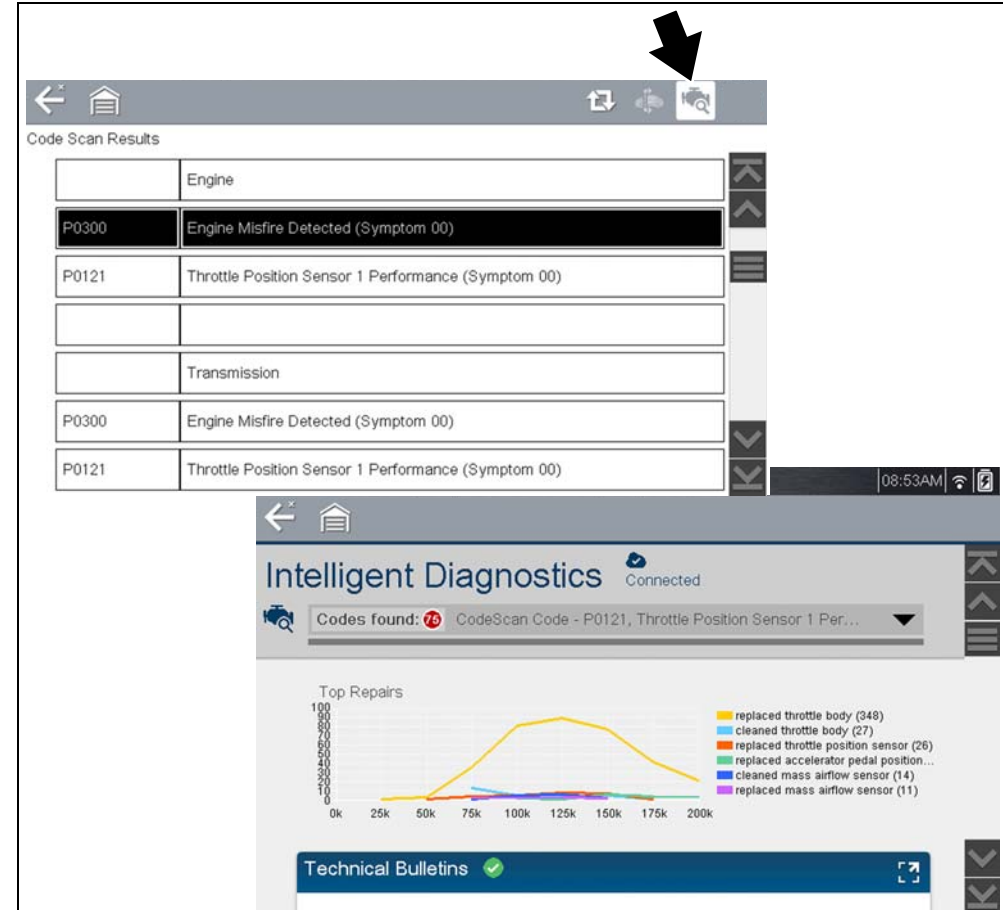 Code Scan Results
Engine
P0300 Engine Misfire Detected (Symptom 00)
P0121 Throttle Position Sensor 1 Performance (Symptom 00)
Transmission
P0300 Engine Misfire Detected (Symptom 00)
P0121 Throttle Position Sensor 1 Performance (Symptom 00)
08:53AM
Intelligent Diagnostics Connected
Codes found: 75 CodeScan Code - P0121, Throttle Position Sensor 1 Per...
Top Repairs
100
90
80
70
60
50
40
30
20
10
0
0k 25k 50k 75k 100k 125k 150k 175k 200k
replaced throttle body (348)
cleaned throttle body (27)
replaced throttle position sensor (26)
replaced accelerator pedal position...
cleaned mass airflow sensor (14)
replaced mass airflow sensor (11)
Technical Bulletins